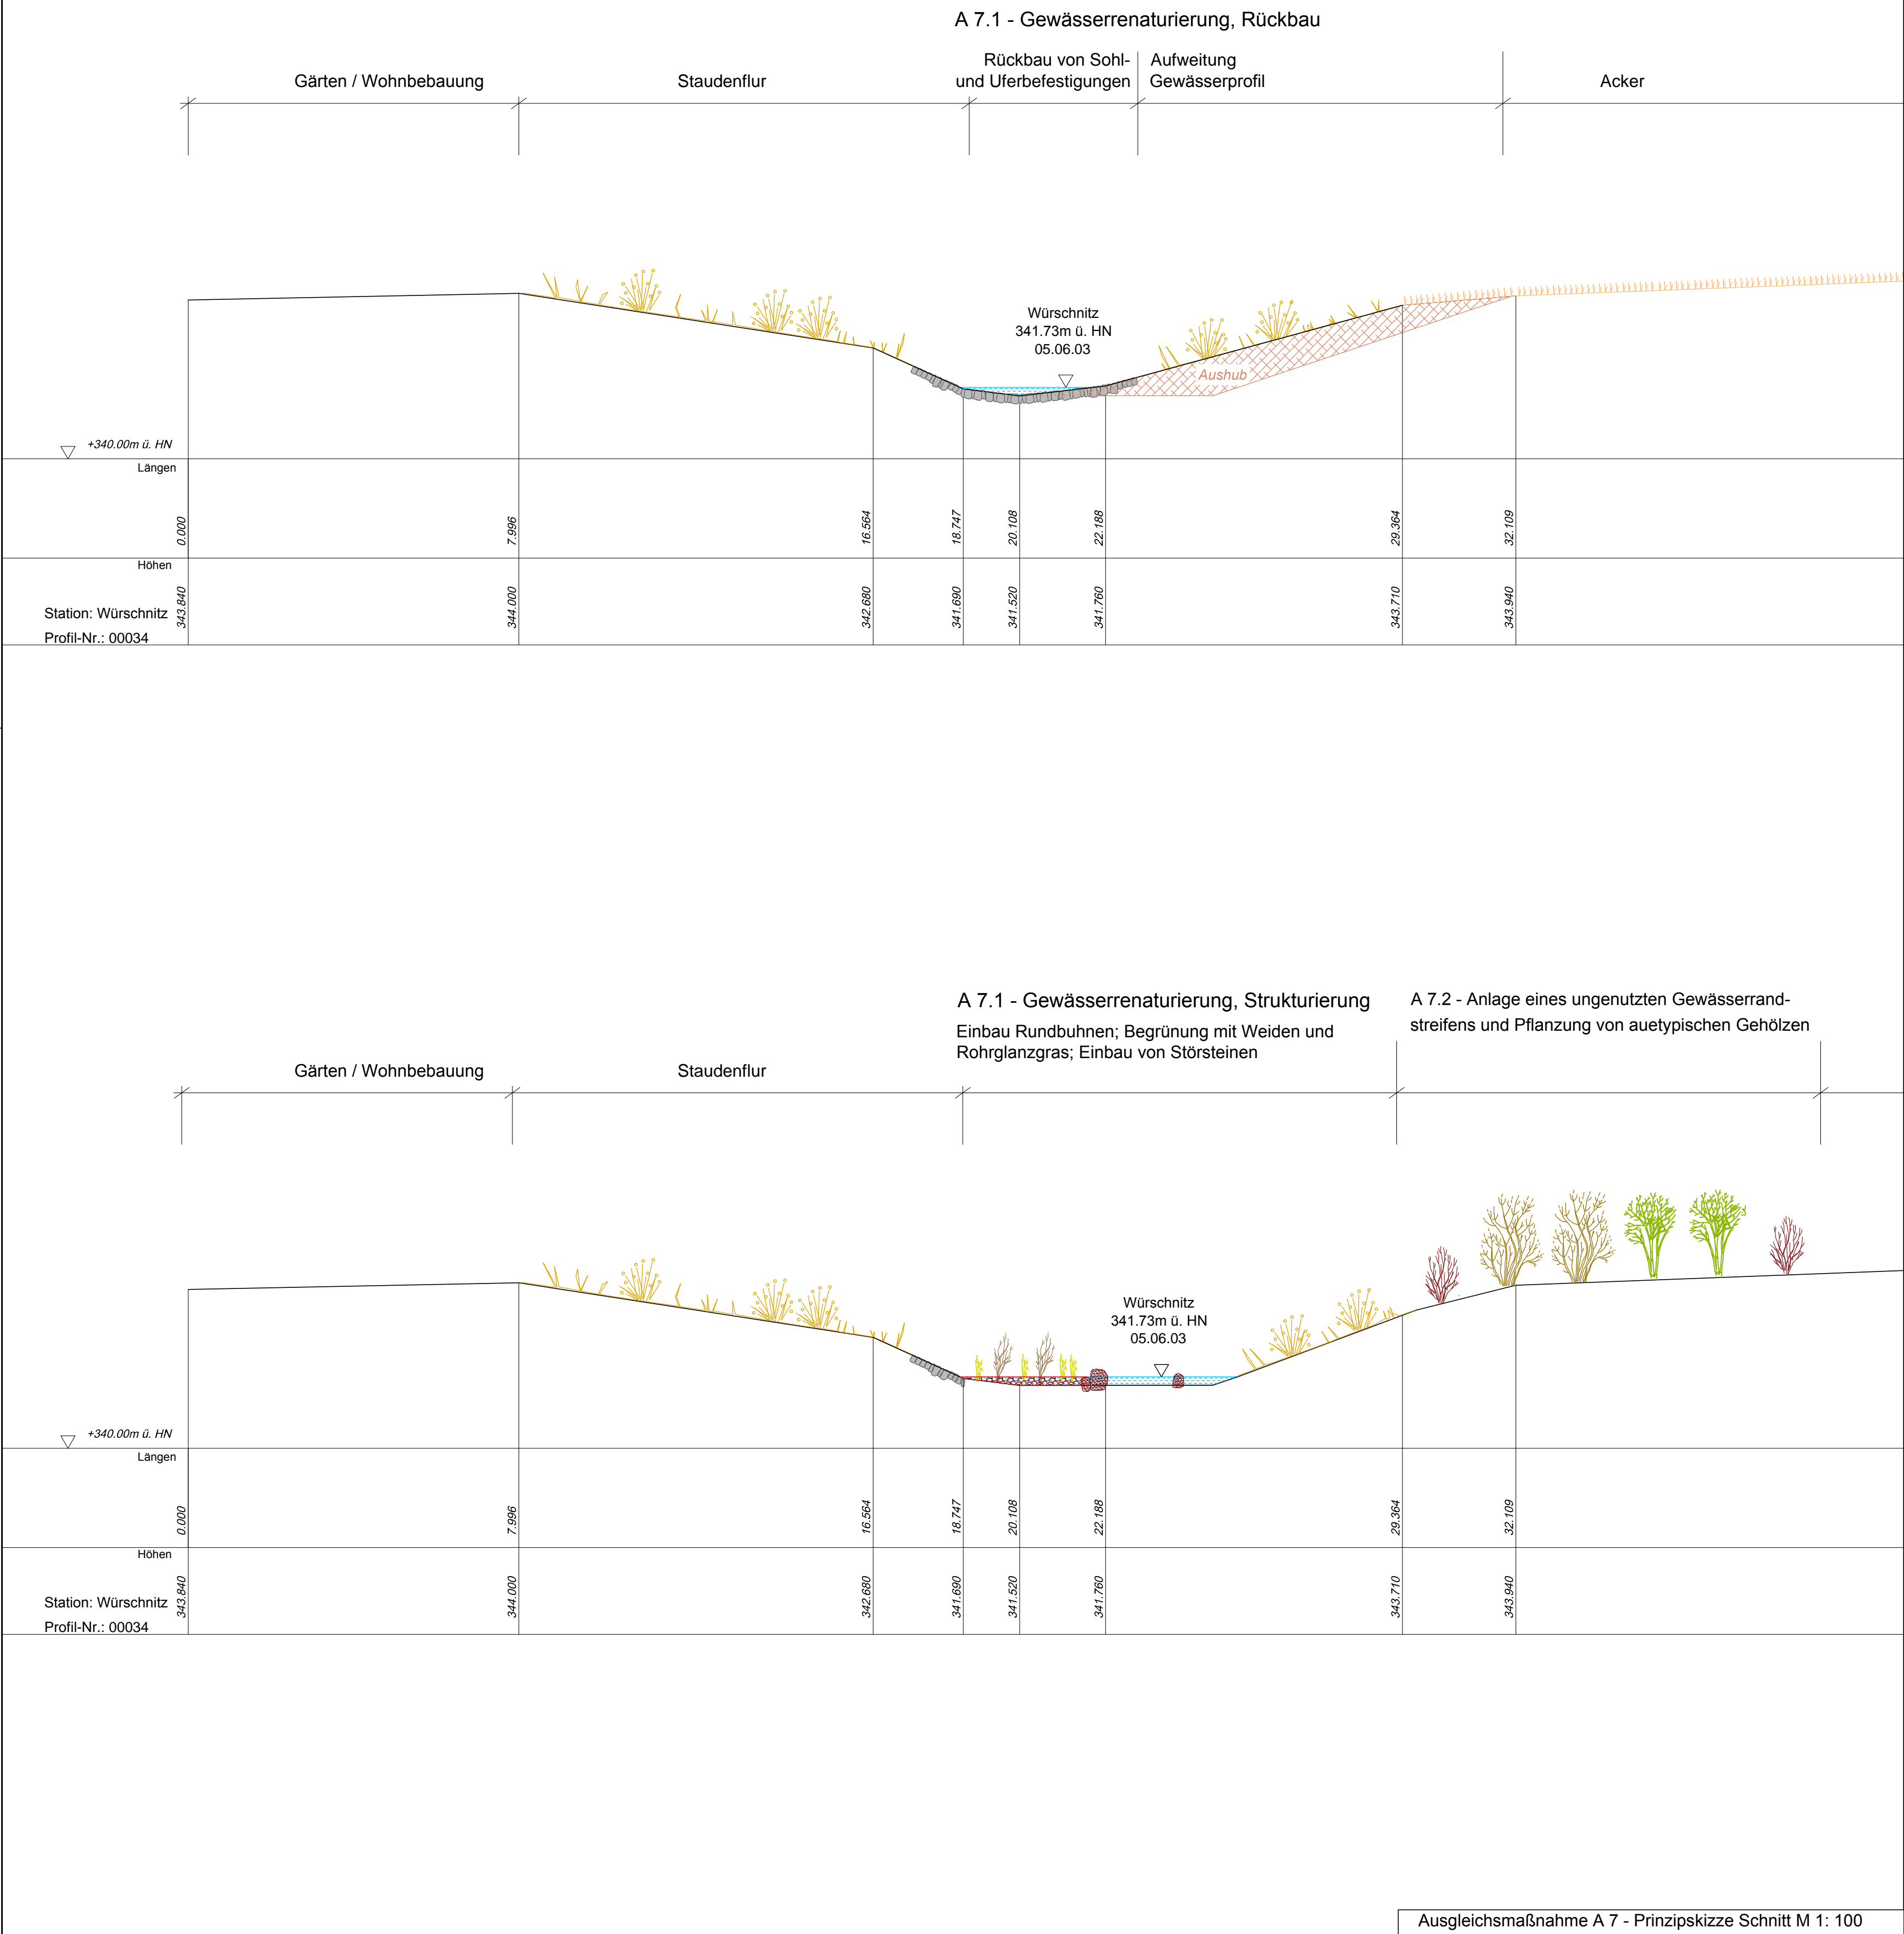 A 7.1 - Gewässerrenaturierung, Rückbau
Gärten / Wohnbebauung
Staudenflur
Rückbau von Sohl-
und Uferbefestigungen
Aufweitung
Gewässerprofil
Acker
Würschnitz
341.73m ü. HN
05.06.03
Aushub
+340.00m ü. HN
Längen
0.000
7.996
16.564
18.747
20.108
22.188
29.364
32.109
Höhen
343.840
344.000
342.680
341.690
341.520
341.760
343.710
343.940
Station: Würschnitz
Profil-Nr.: 00034
A 7.1 - Gewässerrenaturierung, Strukturierung
Einbau Rundbuhnen; Begrünung mit Weiden und
Rohrglanzgras; Einbau von Störsteinen
A 7.2 - Anlage eines ungenutzten Gewässerrand-
streifens und Pflanzung von auetypischen Gehölzen
Gärten / Wohnbebauung
Staudenflur
Würschnitz
341.73m ü. HN
05.06.03
+340.00m ü. HN
Längen
0.000
7.996
16.564
18.747
20.108
22.188
29.364
32.109
Höhen
343.840
344.000
342.680
341.690
341.520
341.760
343.710
343.940
Station: Würschnitz
Profil-Nr.: 00034
Ausgleichsmaßnahme A 7 - Prinzipskizze Schnitt M 1: 100